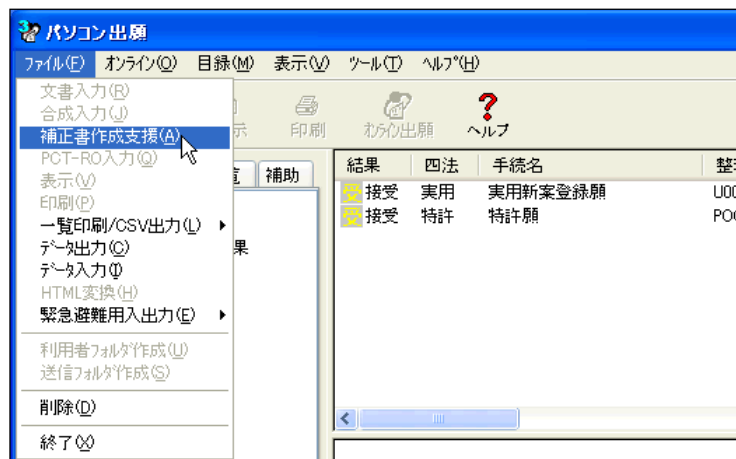 パソコン出願
ファイル(F) オンライン(O) 目録(M) 表示(V) ツール(T) ヘルプ(H)
文書入力(R)
合成入力(J)
補正書作成支援(A)
PCT-RO入力(Q)
表示(V)
印刷(P)
一覧印刷/CSV出力(L)
データ出力(C)
データ入力(I)
HTML変換(H)
緊急避難用入出力(E)
利用者フォルダ作成(U)
送信フォルダ作成(S)
削除(D)
終了(X)
示 印刷 オンライン出願 ヘルプ
補助
果
結果 四法 手続名 整
受 接受 実用 実用新案登録願 U00
受 接受 特許 特許願